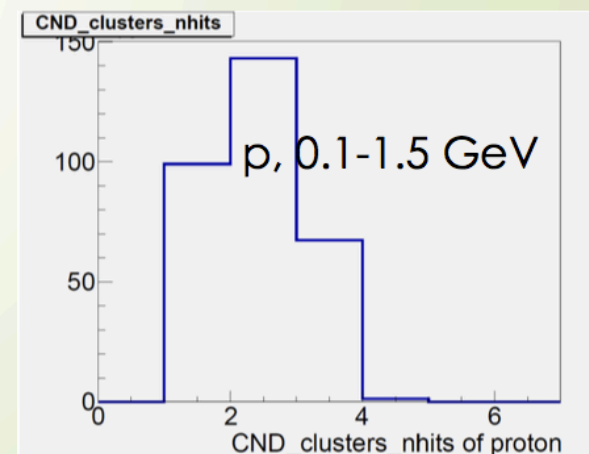 CND_clusters_nhits
150
p, 0.1-1.5 GeV
100
50
0
0 2 4 6
CND_clusters_nhits of proton